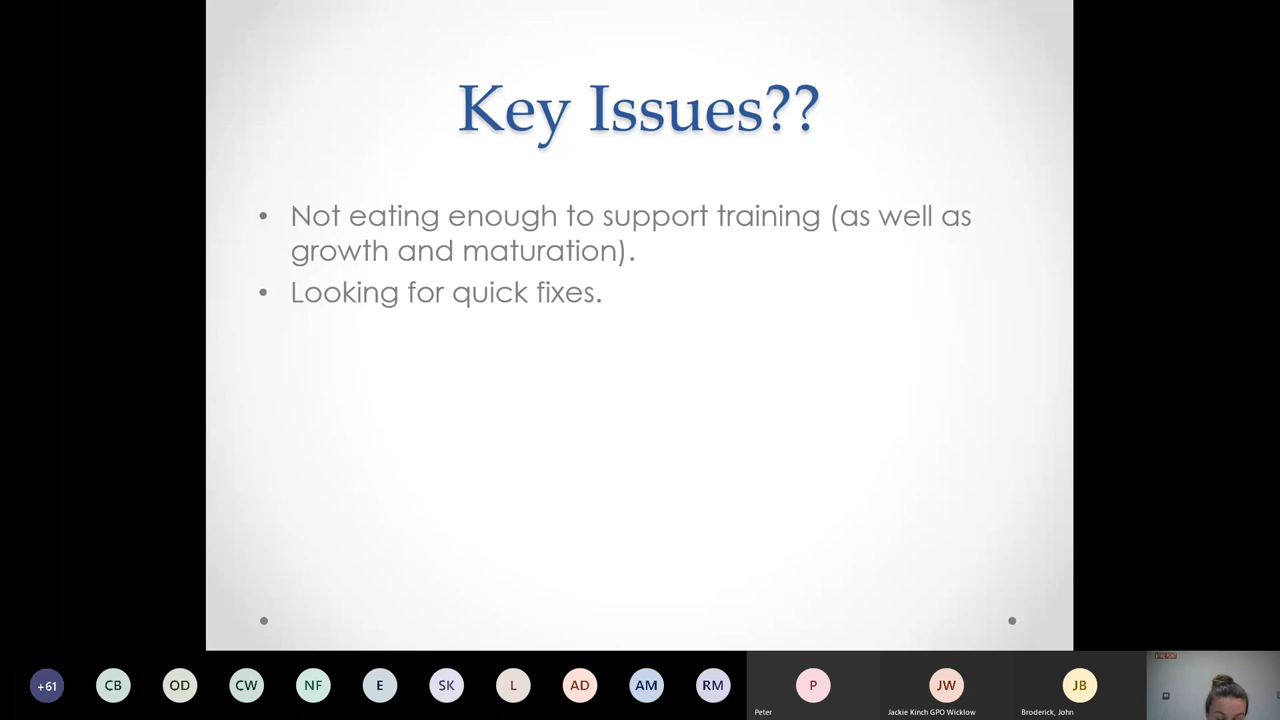 Key Issues??
• Not eating enough to support training (as well as
growth and maturation).
• Looking for quick fixes.
+61 CB OD CW NF E SK L AD AM RM P JW JB
Peter Jackie Kinch GPO Wicklow Broderick, John